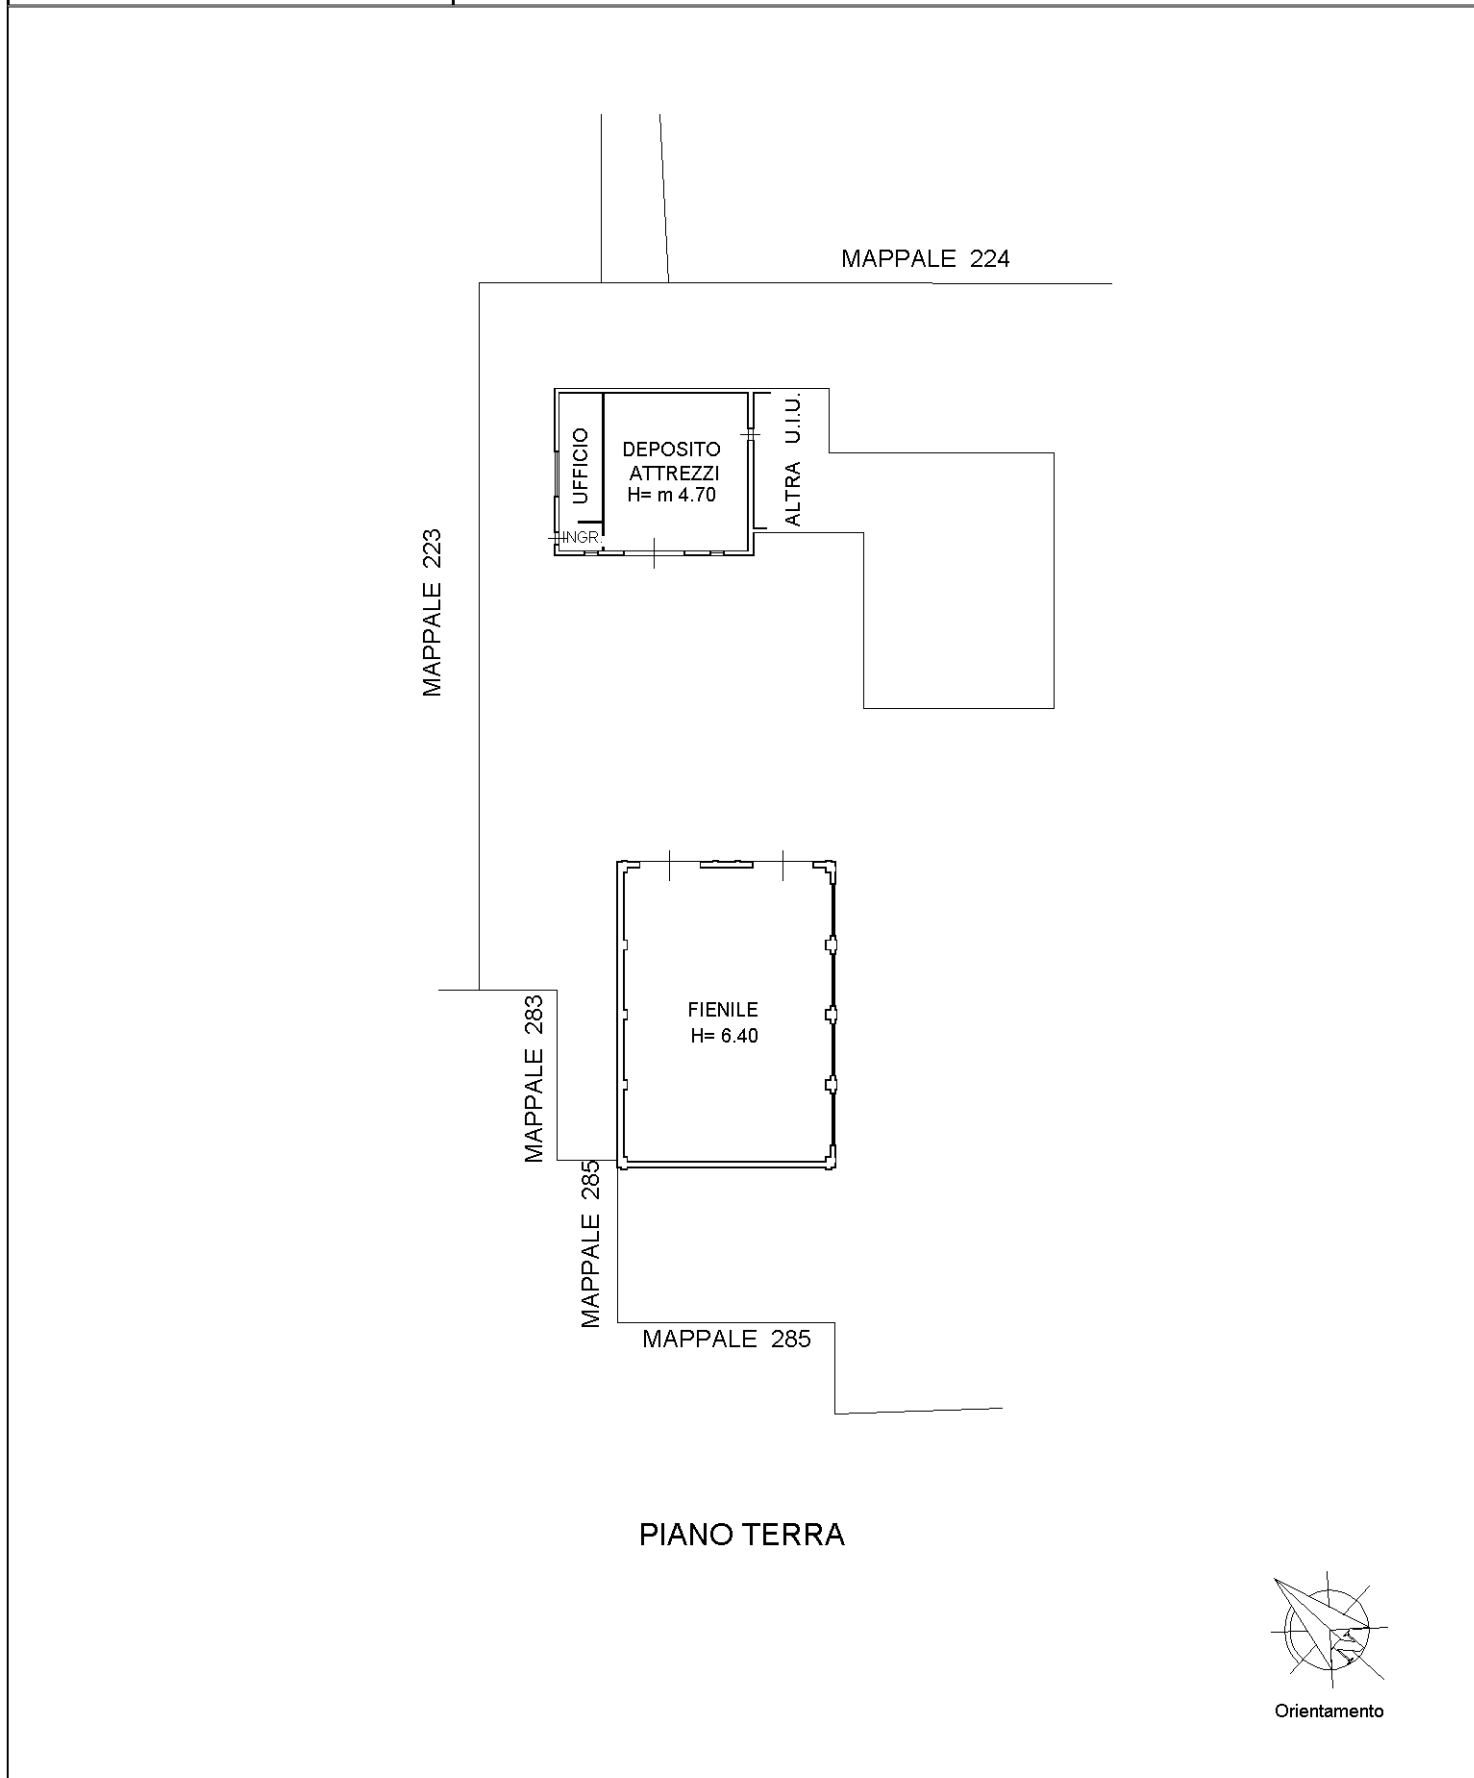 MAPPALE 224
UFFICIO
DEPOSITO
ATTREZZI
H= m 4.70
ALTRA U.I.U.
INGR.
MAPPALE 223
FIENILE
H= 6.40
MAPPALE 283
MAPPALE 285
MAPPALE 285
PIANO TERRA
Orientamento